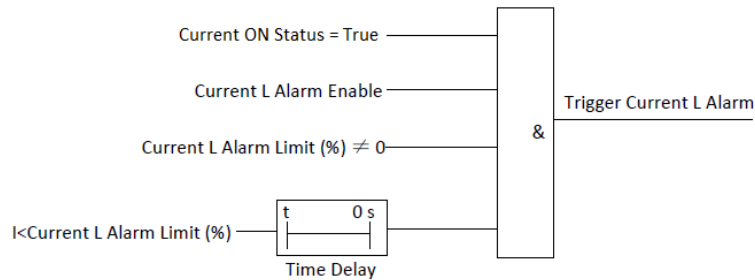 Current ON Status = True
Current L Alarm Enable
Trigger Current L Alarm
&
Current L Alarm Limit (%) ≠ 0
t 0 s
I<Current L Alarm Limit (%)
Time Delay